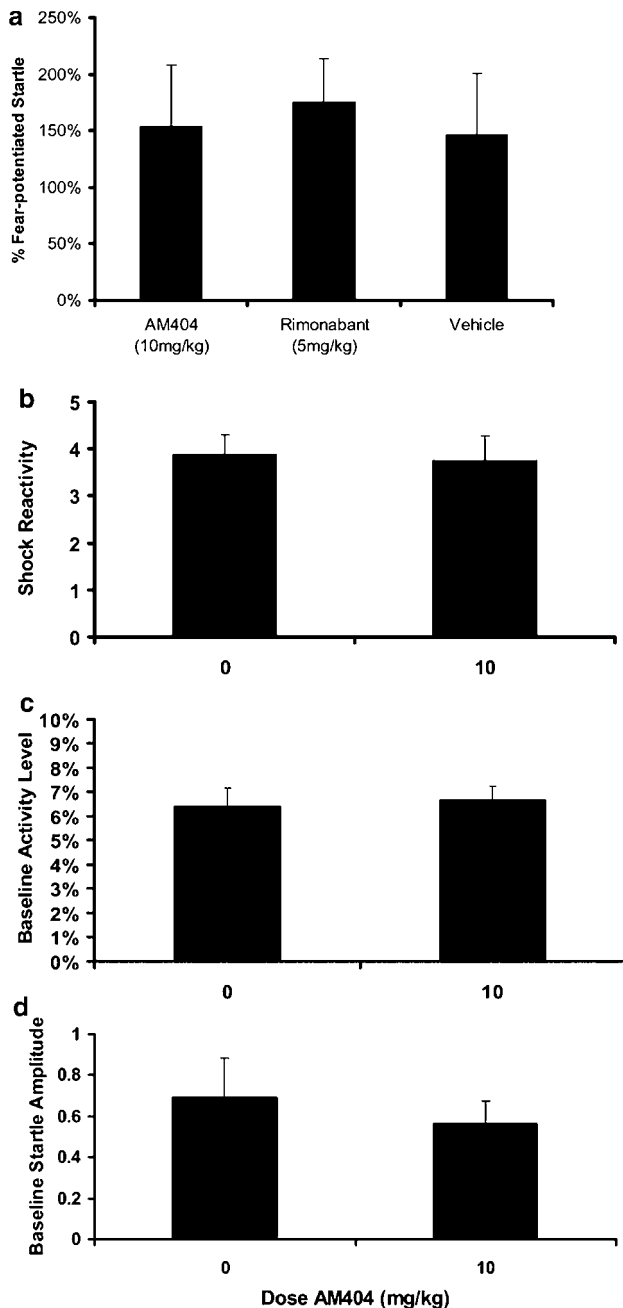 a
250%
200%
150%
100%
50%
0%
% Fear-potentiated Startle
AM404
(10mg/kg)
Rimonabant
(5mg/kg)
Vehicle
b
5
4
3
2
1
0
Shock Reactivity
0
10
c
10%
9%
8%
7%
6%
5%
4%
3%
2%
1%
0%
Baseline Activity Level
0
10
d
1
0.8
0.6
0.4
0.2
0
Baseline Startle Amplitude
0
10
Dose AM404 (mg/kg)